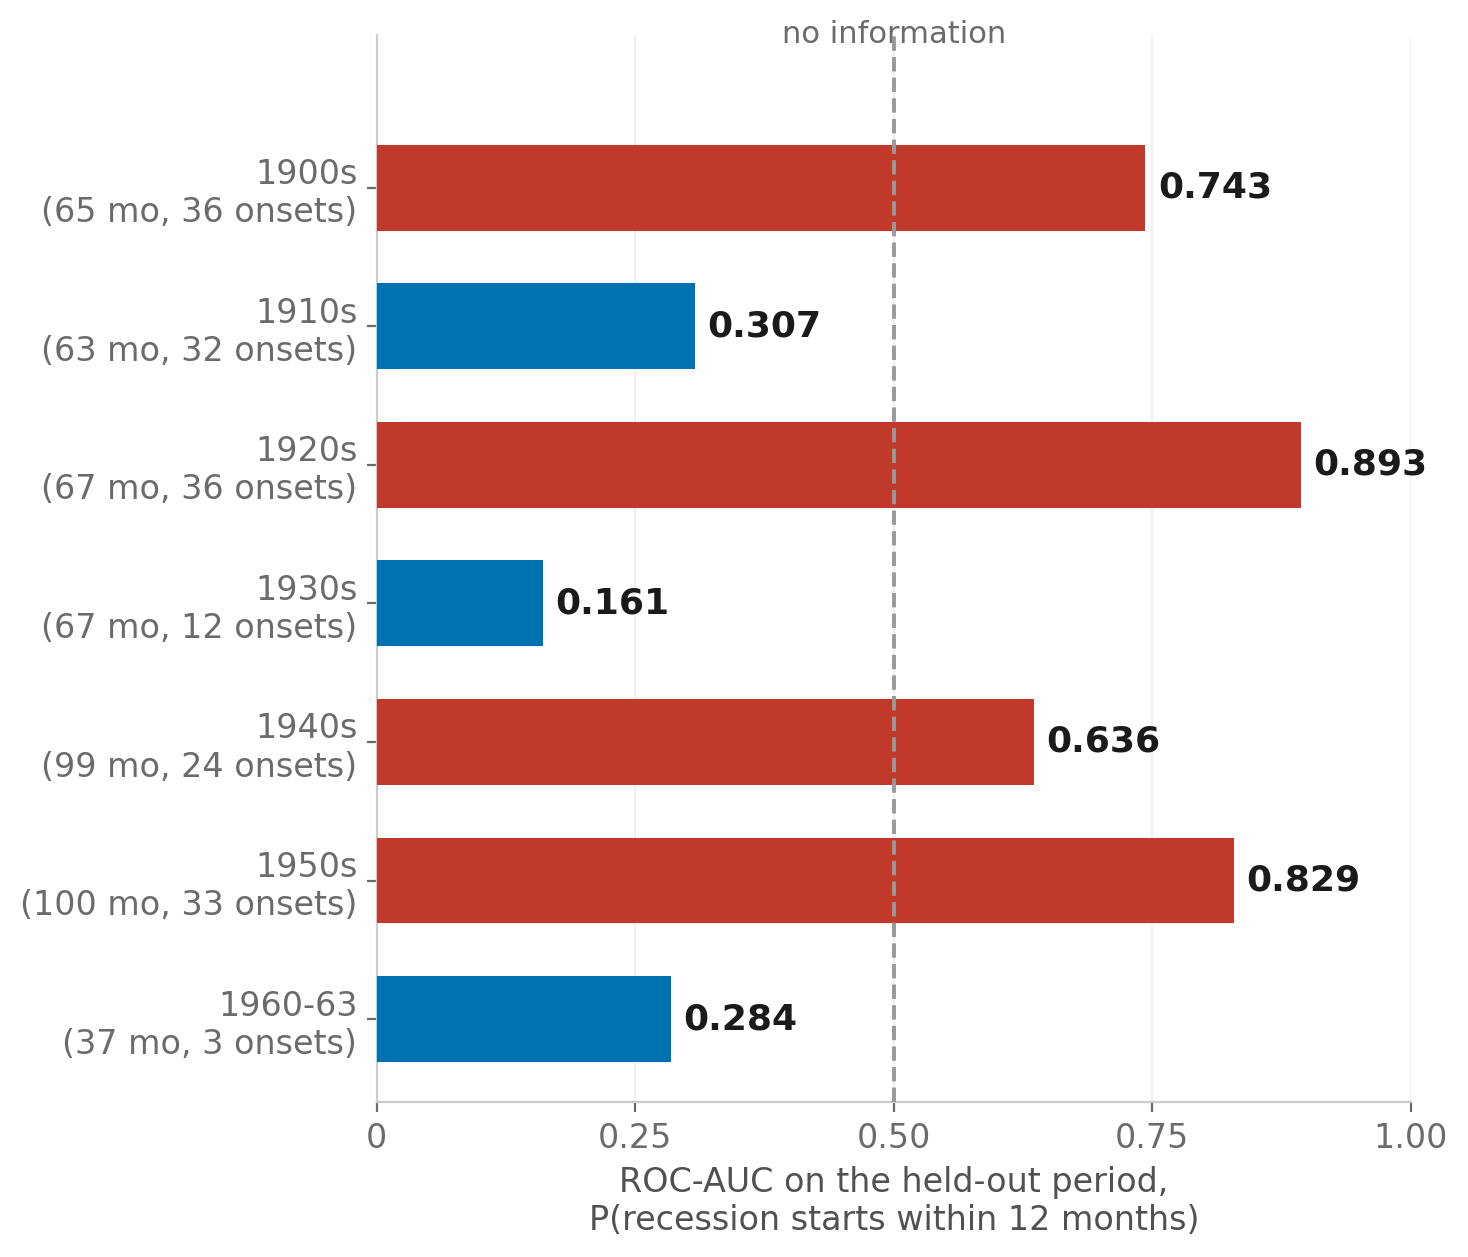 no information
1900s
(65 mo, 36 onsets)
0.743
1910s
(63 mo, 32 onsets)
0.307
1920s
(67 mo, 36 onsets)
0.893
1930s
(67 mo, 12 onsets)
0.161
1940s
(99 mo, 24 onsets)
0.636
1950s
(100 mo, 33 onsets)
0.829
1960-63
(37 mo, 3 onsets)
0.284
0 0.25 0.50 0.75 1.00
ROC-AUC on the held-out period,
P(recession starts within 12 months)